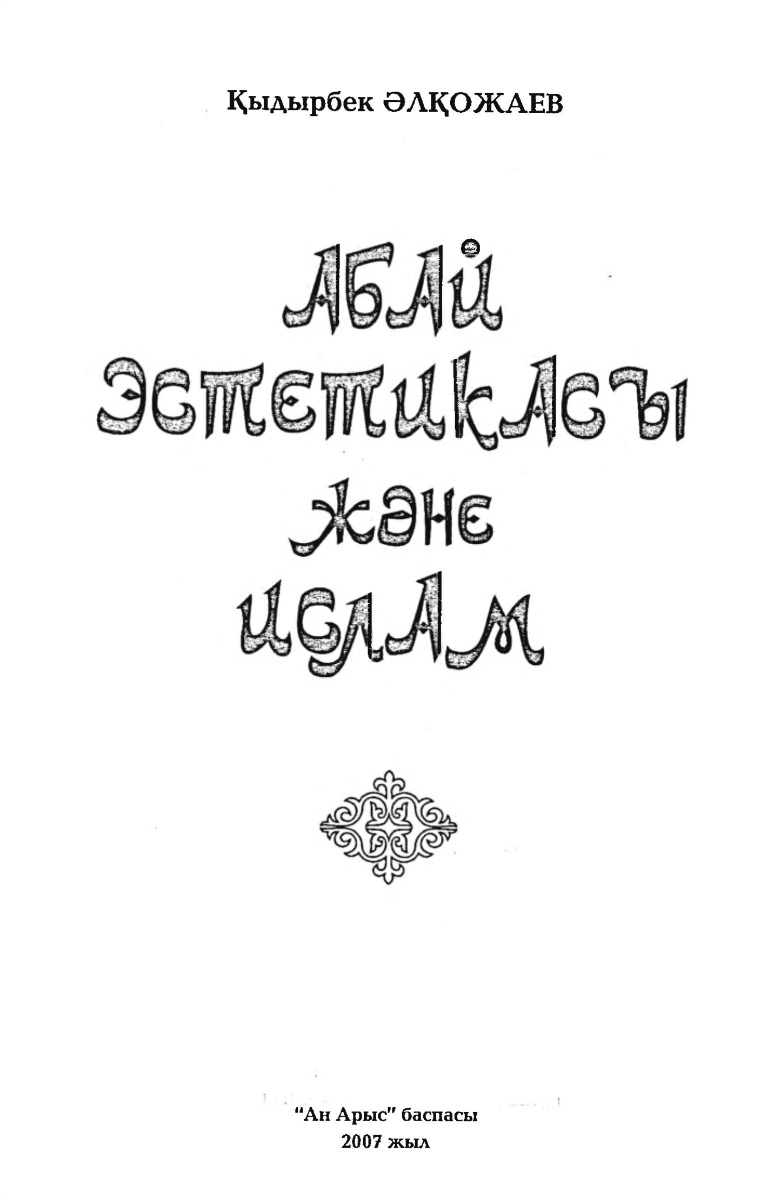 Қыдырбек ӘЛҚОЖАЕВ
АБАЙ
ЭСТЕТИКАСЫ
ЖӘНЕ
ИСЛАМ
“Ан Арыс” баспасы
2007 жыл